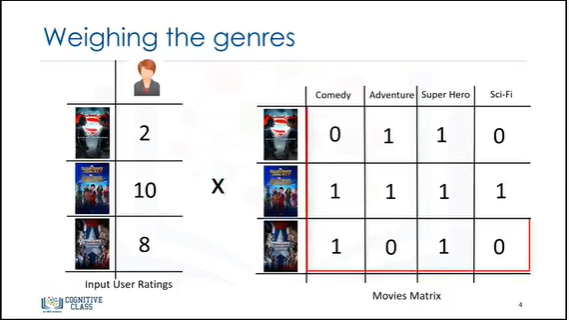 Weighing the genres
Comedy Adventure Super Hero Sci-Fi
2 0 1 1 0
10 X 1 1 1 1
8 1 0 1 0
Input User Ratings
Movies Matrix
COGNITIVE
CLASS
4